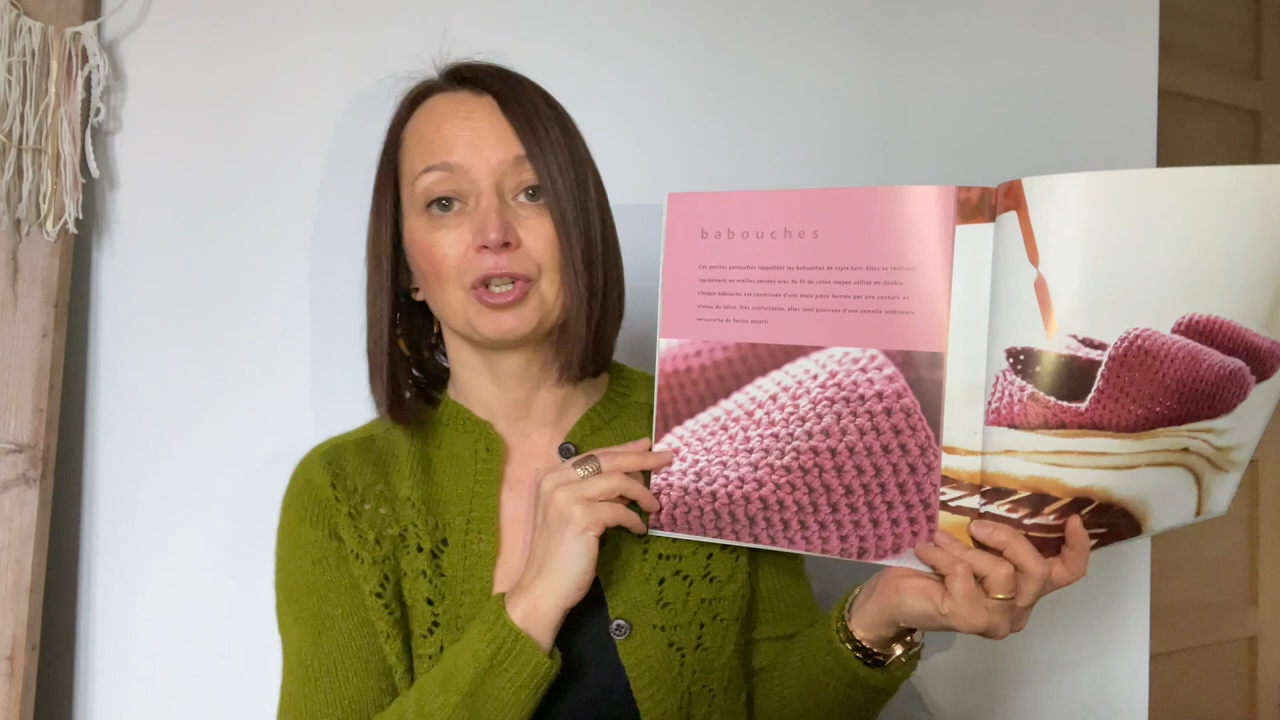 babouches
Ces petites pantoufles rappellent les babouches de style turc. Elles se réalisent
rapidement en mailles serrées avec du fil de coton moyen utilisé en double.
Chaque babouche est constituée d'une seule pièce fermée par une couture au
niveau du talon. Très confortables, elles sont pourvues d'une semelle intérieure
recouverte de feutre assorti.